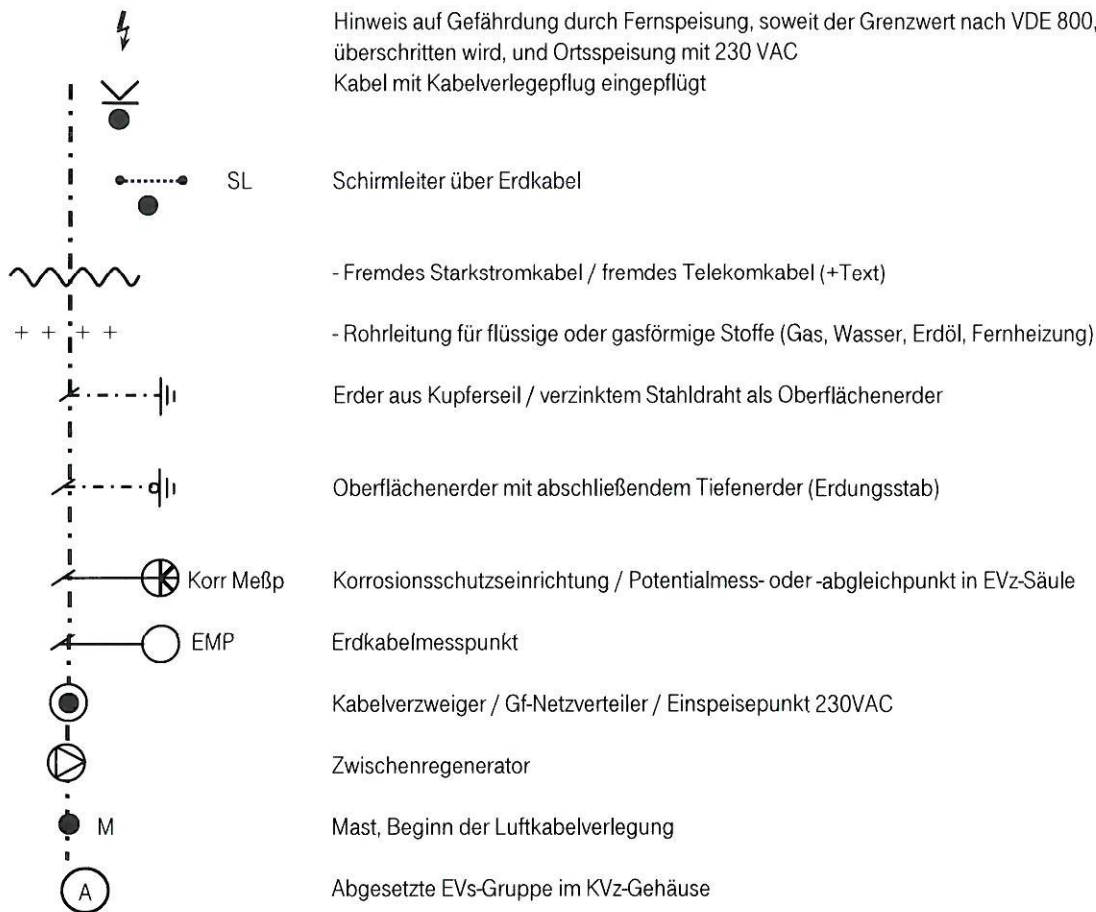 Hinweis auf Gefährdung durch Fernspeisung, soweit der Grenzwert nach VDE 800,
überschritten wird, und Ortsspeisung mit 230 VAC
Kabel mit Kabelverlegepflug eingepflügt
SL Schirmleiter über Erdkabel
- Fremdes Starkstromkabel / fremdes Telekomkabel (+Text)
+ + + + - Rohrleitung für flüssige oder gasförmige Stoffe (Gas, Wasser, Erdöl, Fernheizung)
Erder aus Kupferseil / verzinktem Stahldraht als Oberflächenerder
Oberflächenerder mit abschließendem Tiefenerder (Erdungsstab)
Korr Meßp Korrosionsschutzseinrichtung / Potentialmess- oder -abgleichpunkt in EVz-Säule
EMP Erdkabelmesspunkt
Kabelverzweiger / Gf-Netzverteiler / Einspeisepunkt 230VAC
Zwischenregenerator
M Mast, Beginn der Luftkabelverlegung
A Abgesetzte EVs-Gruppe im KVz-Gehäuse